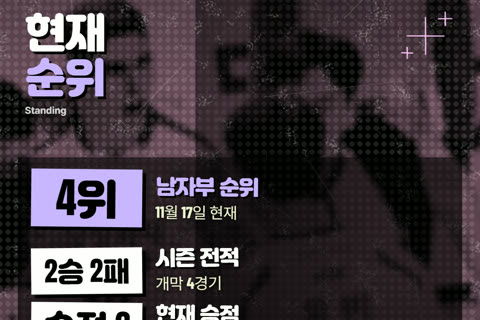 현재
순위
Standing
4위
남자부 순위
11월 17일 현재
2승 2패
시즌 전적
개막 4경기
현재 승점